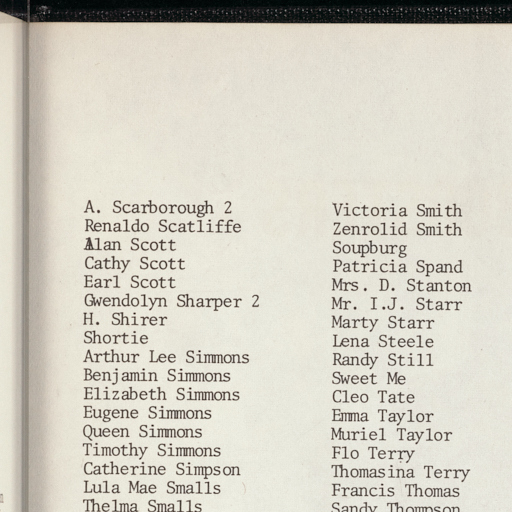 A. Scarborough 2
Renaldo Scatliffe
Alan Scott
Cathy Scott
Earl Scott
Gwendolyn Sharper 2
H. Shirer
Shortie
Arthur Lee Simmons
Benjamin Simmons
Elizabeth Simmons
Eugene Simmons
Queen Simmons
Timothy Simmons
Catherine Simpson
Lula Mae Smalls
Thelma Smalls
Victoria Smith
Zenrolid Smith
Soupburg
Patricia Spand
Mrs. D. Stanton
Mr. I.J. Starr
Marty Starr
Lena Steele
Randy Still
Sweet Me
Cleo Tate
Emma Taylor
Muriel Taylor
Flo Terry
Thomasina Terry
Francis Thomas
Sandy Thompson